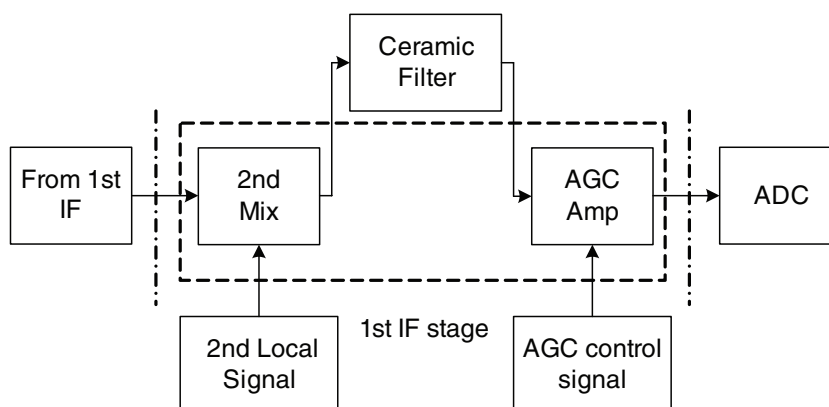 Ceramic
Filter
From 1st
IF
2nd
Mix
AGC
Amp
ADC
1st IF stage
2nd Local
Signal
AGC control
signal